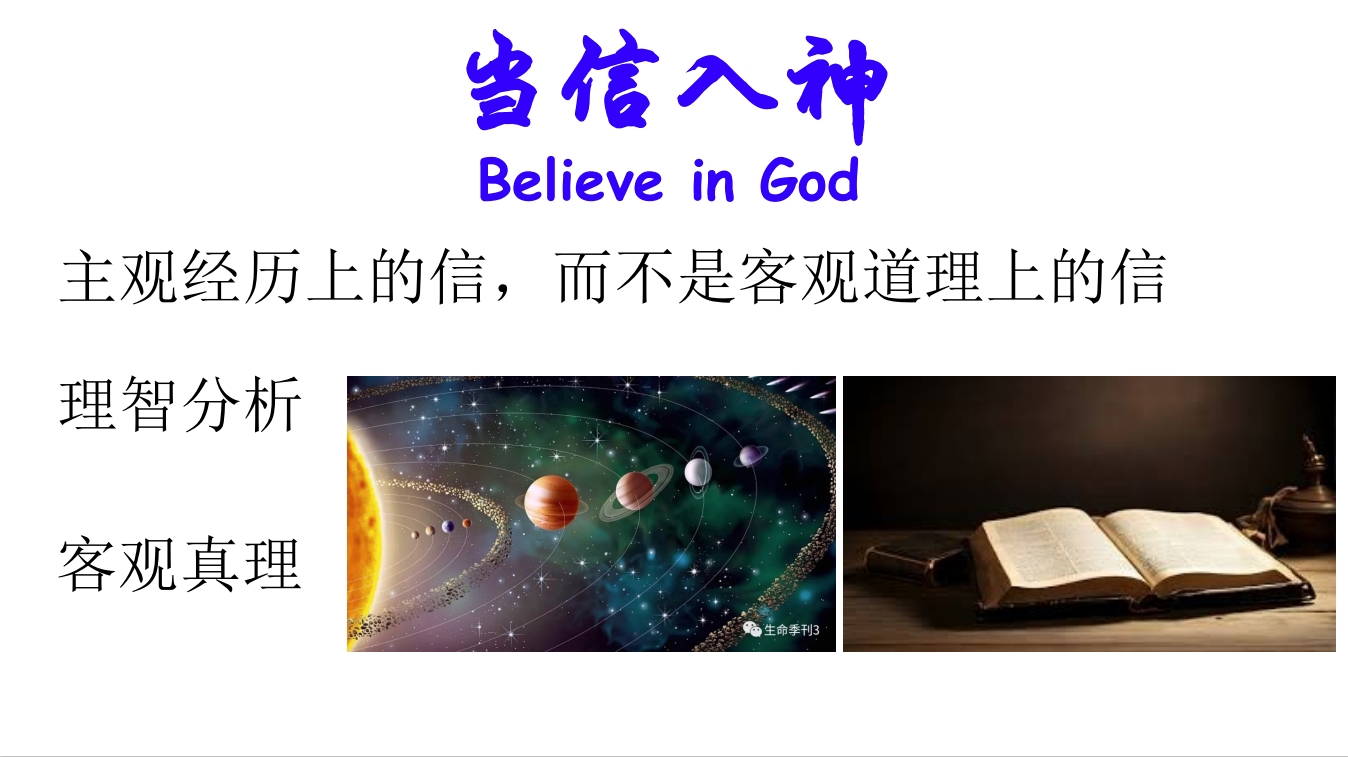 当信入神
Believe in God
主观经历上的信，而不是客观道理上的信
理智分析
客观真理
生命季刊3